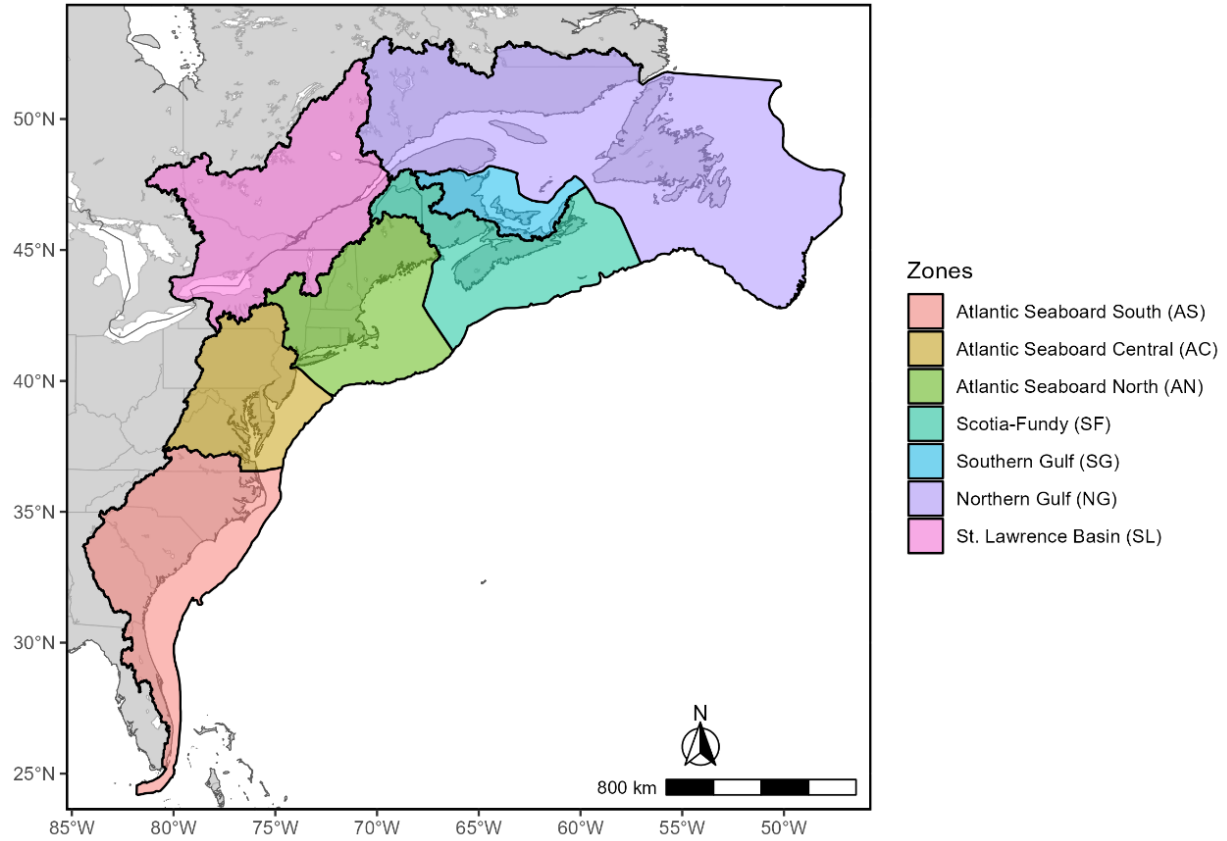 50°N
45°N
40°N
35°N
30°N
25°N
85°W
80°W
75°W
70°W
65°W
60°W
55°W
50°W
N
800 km
Zones
Atlantic Seaboard South (AS)
Atlantic Seaboard Central (AC)
Atlantic Seaboard North (AN)
Scotia-Fundy (SF)
Southern Gulf (SG)
Northern Gulf (NG)
St. Lawrence Basin (SL)